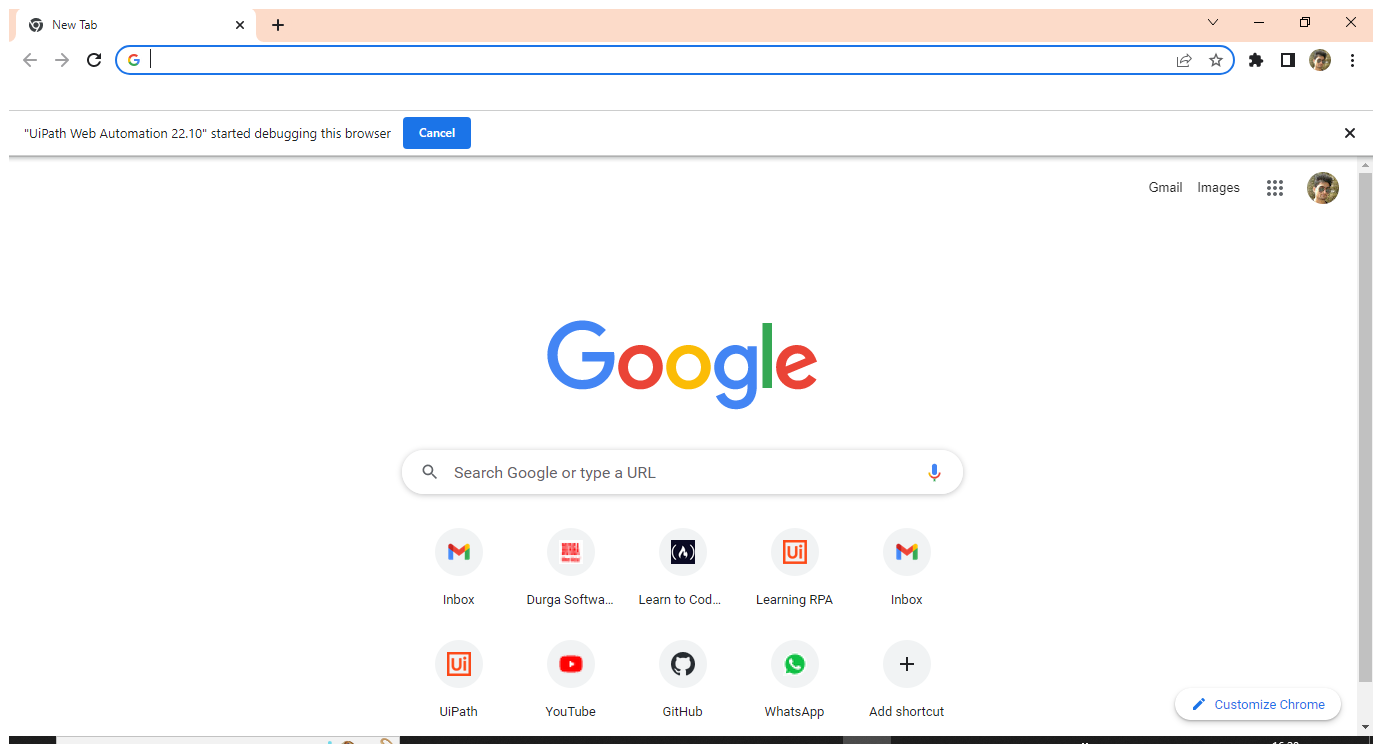 New Tab
"UiPath Web Automation 22.10" started debugging this browser
Cancel
Gmail Images
Google
Search Google or type a URL
Inbox Durga Softwa... Learn to Cod... Learning RPA Inbox
UiPath YouTube GitHub WhatsApp Add shortcut
Customize Chrome